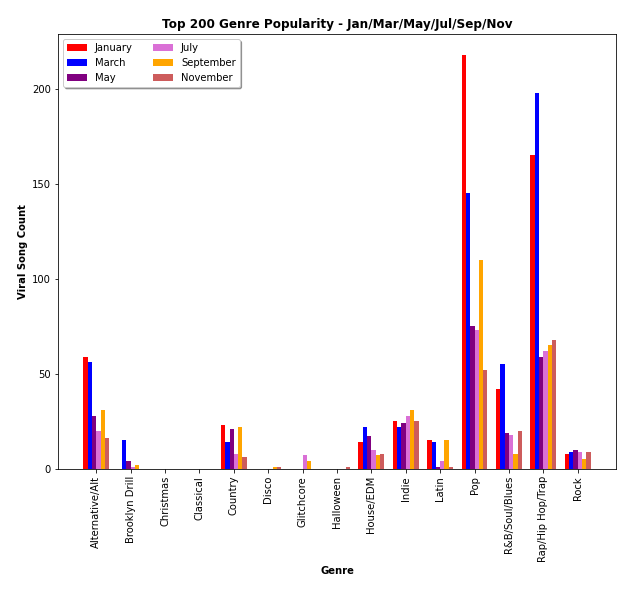 Top 200 Genre Popularity - Jan/Mar/May/Jul/Sep/Nov
January
March
May
July
September
November
Viral Song Count
200
150
100
50
0
Alternative/Alt
Brooklyn Drill
Christmas
Classical
Country
Disco
Glitchcore
Halloween
House/EDM
Indie
Latin
Pop
R&B/Soul/Blues
Rap/Hip Hop/Trap
Rock
Genre